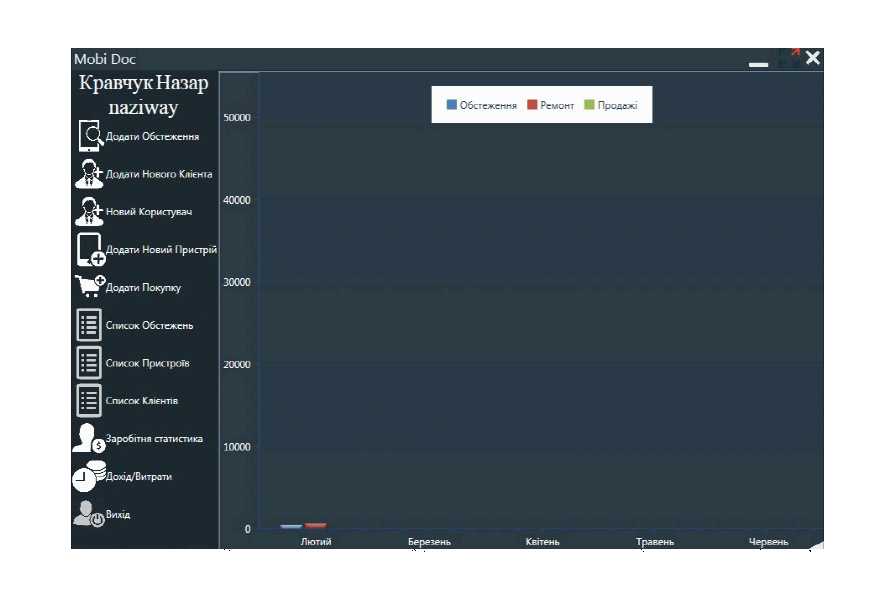 Mobi Doc
Кравчук Назар
naziway
Додати Обстеження
Додати Нового Клієнта
Новий Користувач
Додати Новий Пристрій
Додати Покупку
Список Обстежень
Список Пристроїв
Список Клієнтів
Заробітня статистика
Дохід/Витрати
Вихід
Обстеження Ремонт Продажі
50000
40000
30000
20000
10000
0
Лютий Березень Квітень Травень Червень